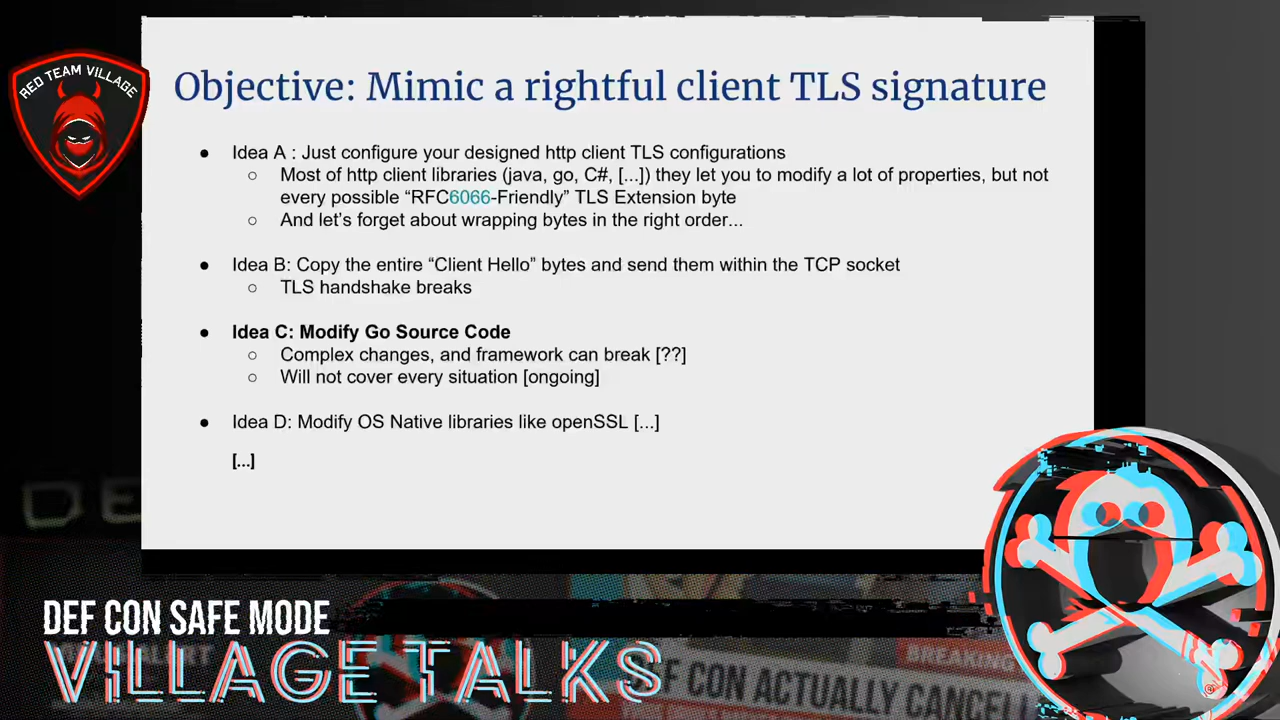 RED TEAM VILLAGE
Objective: Mimic a rightful client TLS signature
● Idea A : Just configure your designed http client TLS configurations
○ Most of http client libraries (java, go, C#, [...]) they let you to modify a lot of properties, but not
every possible “RFC6066-Friendly” TLS Extension byte
○ And let’s forget about wrapping bytes in the right order...
● Idea B: Copy the entire “Client Hello” bytes and send them within the TCP socket
○ TLS handshake breaks
● Idea C: Modify Go Source Code
○ Complex changes, and framework can break [??]
○ Will not cover every situation [ongoing]
● Idea D: Modify OS Native libraries like openSSL [...]
[...]
DEF CON SAFE MODE
VILLAGE TALKS
BREAKING
DEF CON ACTUALLY CANCELL